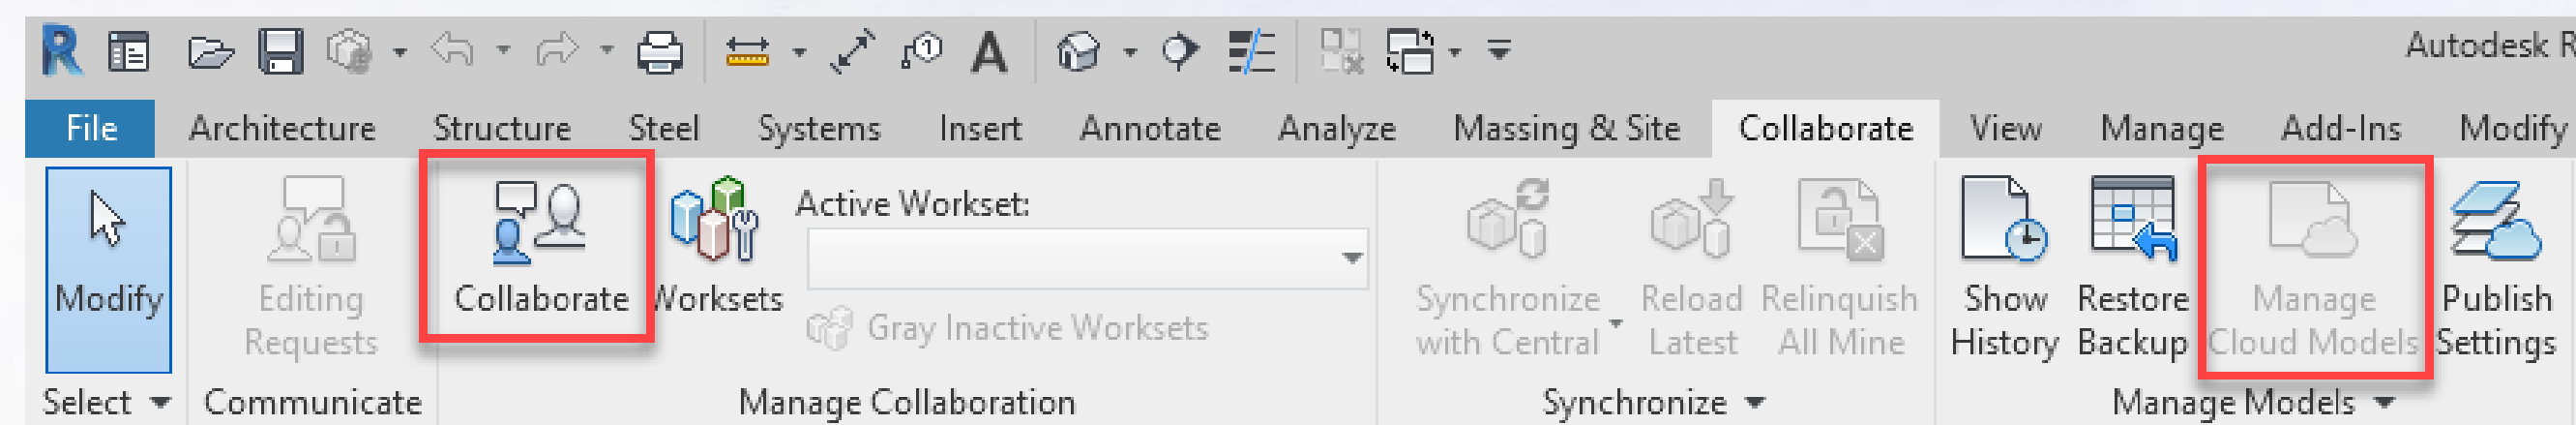 Autodesk R
File Architecture Structure Steel Systems Insert Annotate Analyze Massing & Site Collaborate View Manage Add-Ins Modify
Modify
Editing
Requests
Collaborate
Worksets
Active Workset:
Gray Inactive Worksets
Synchronize
with Central
Reload
Latest
Relinquish
All Mine
Show
History
Restore
Backup
Manage
Cloud Models
Publish
Settings
Select Communicate Manage Collaboration Synchronize Manage Models